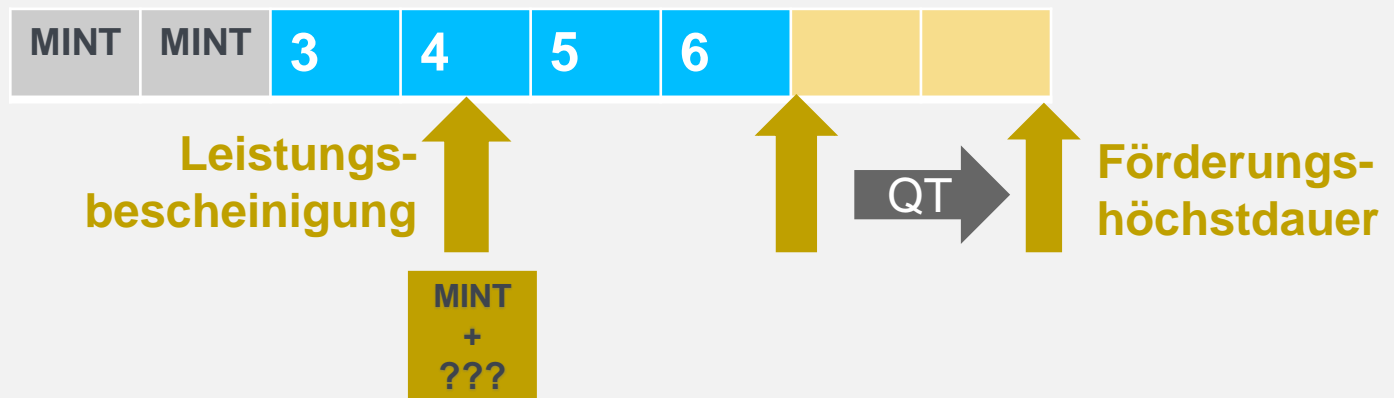 MINT MINT 3 4 5 6
Leistungs-
bescheinigung
QT
Förderungs-
höchstdauer
MINT
+
???